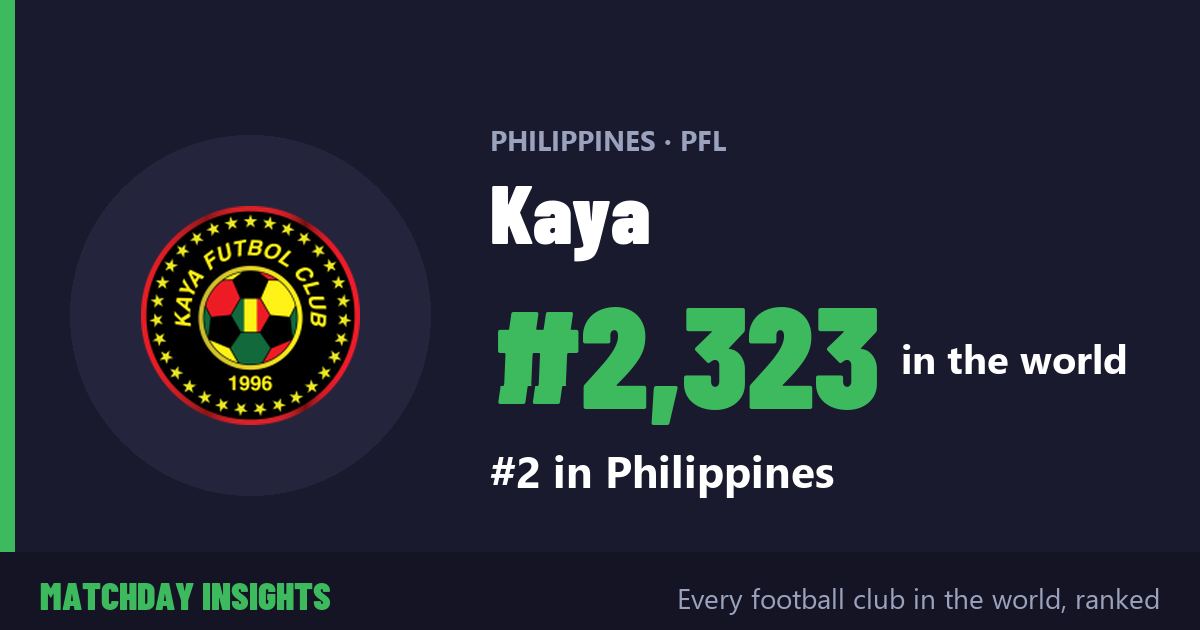 PHILIPPINES · PFL
Kaya
KAYA FUTBOL CLUB
1996
#2,323 in the world
#2 in Philippines
MATCHDAY INSIGHTS
Every football club in the world, ranked